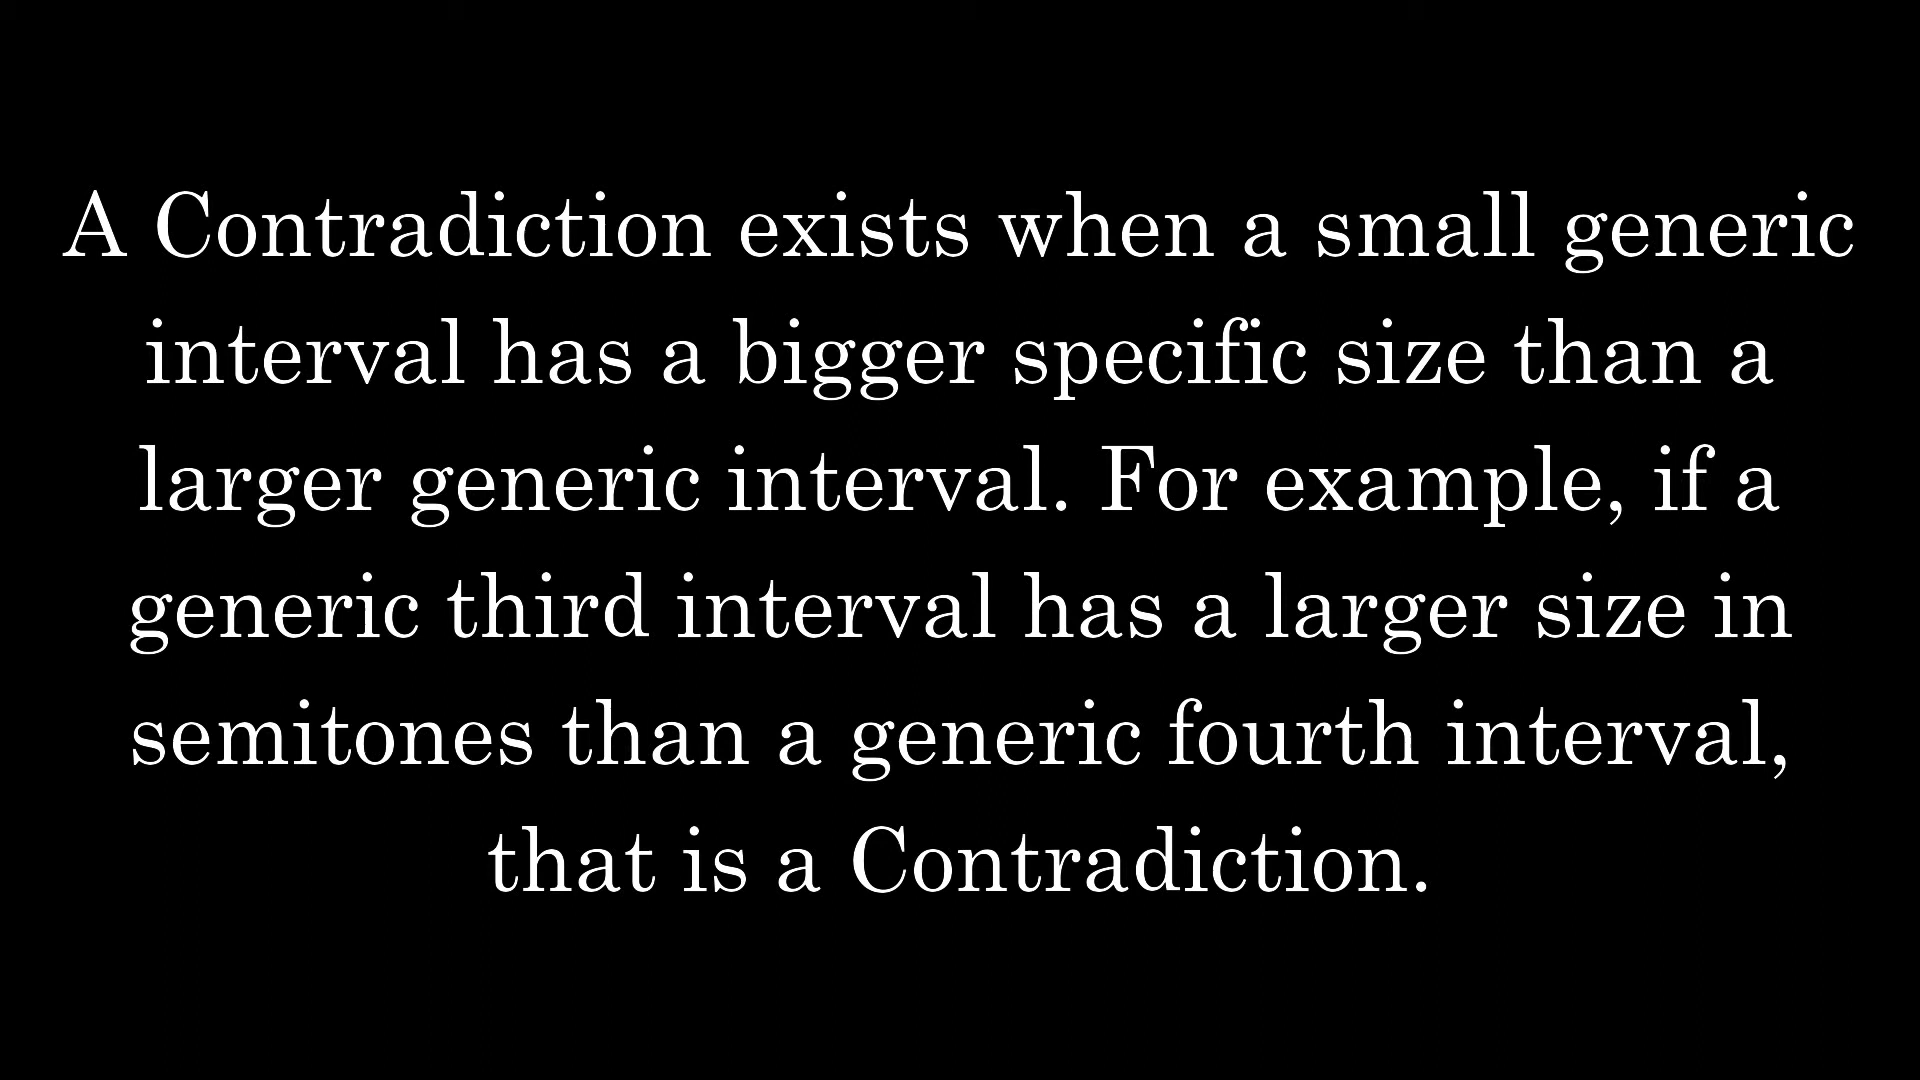 A Contradiction exists when a small generic
interval has a bigger specific size than a
larger generic interval. For example, if a
generic third interval has a larger size in
semitones than a generic fourth interval,
that is a Contradiction.